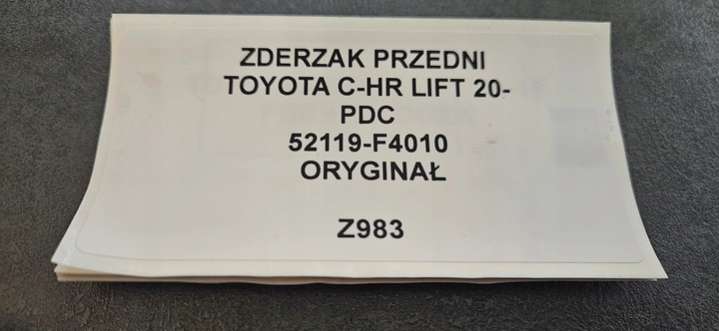 ZDERZAK PRZEDNI
TOYOTA C-HR LIFT 20-
PDC
52119-F4010
ORYGINAŁ
Z983